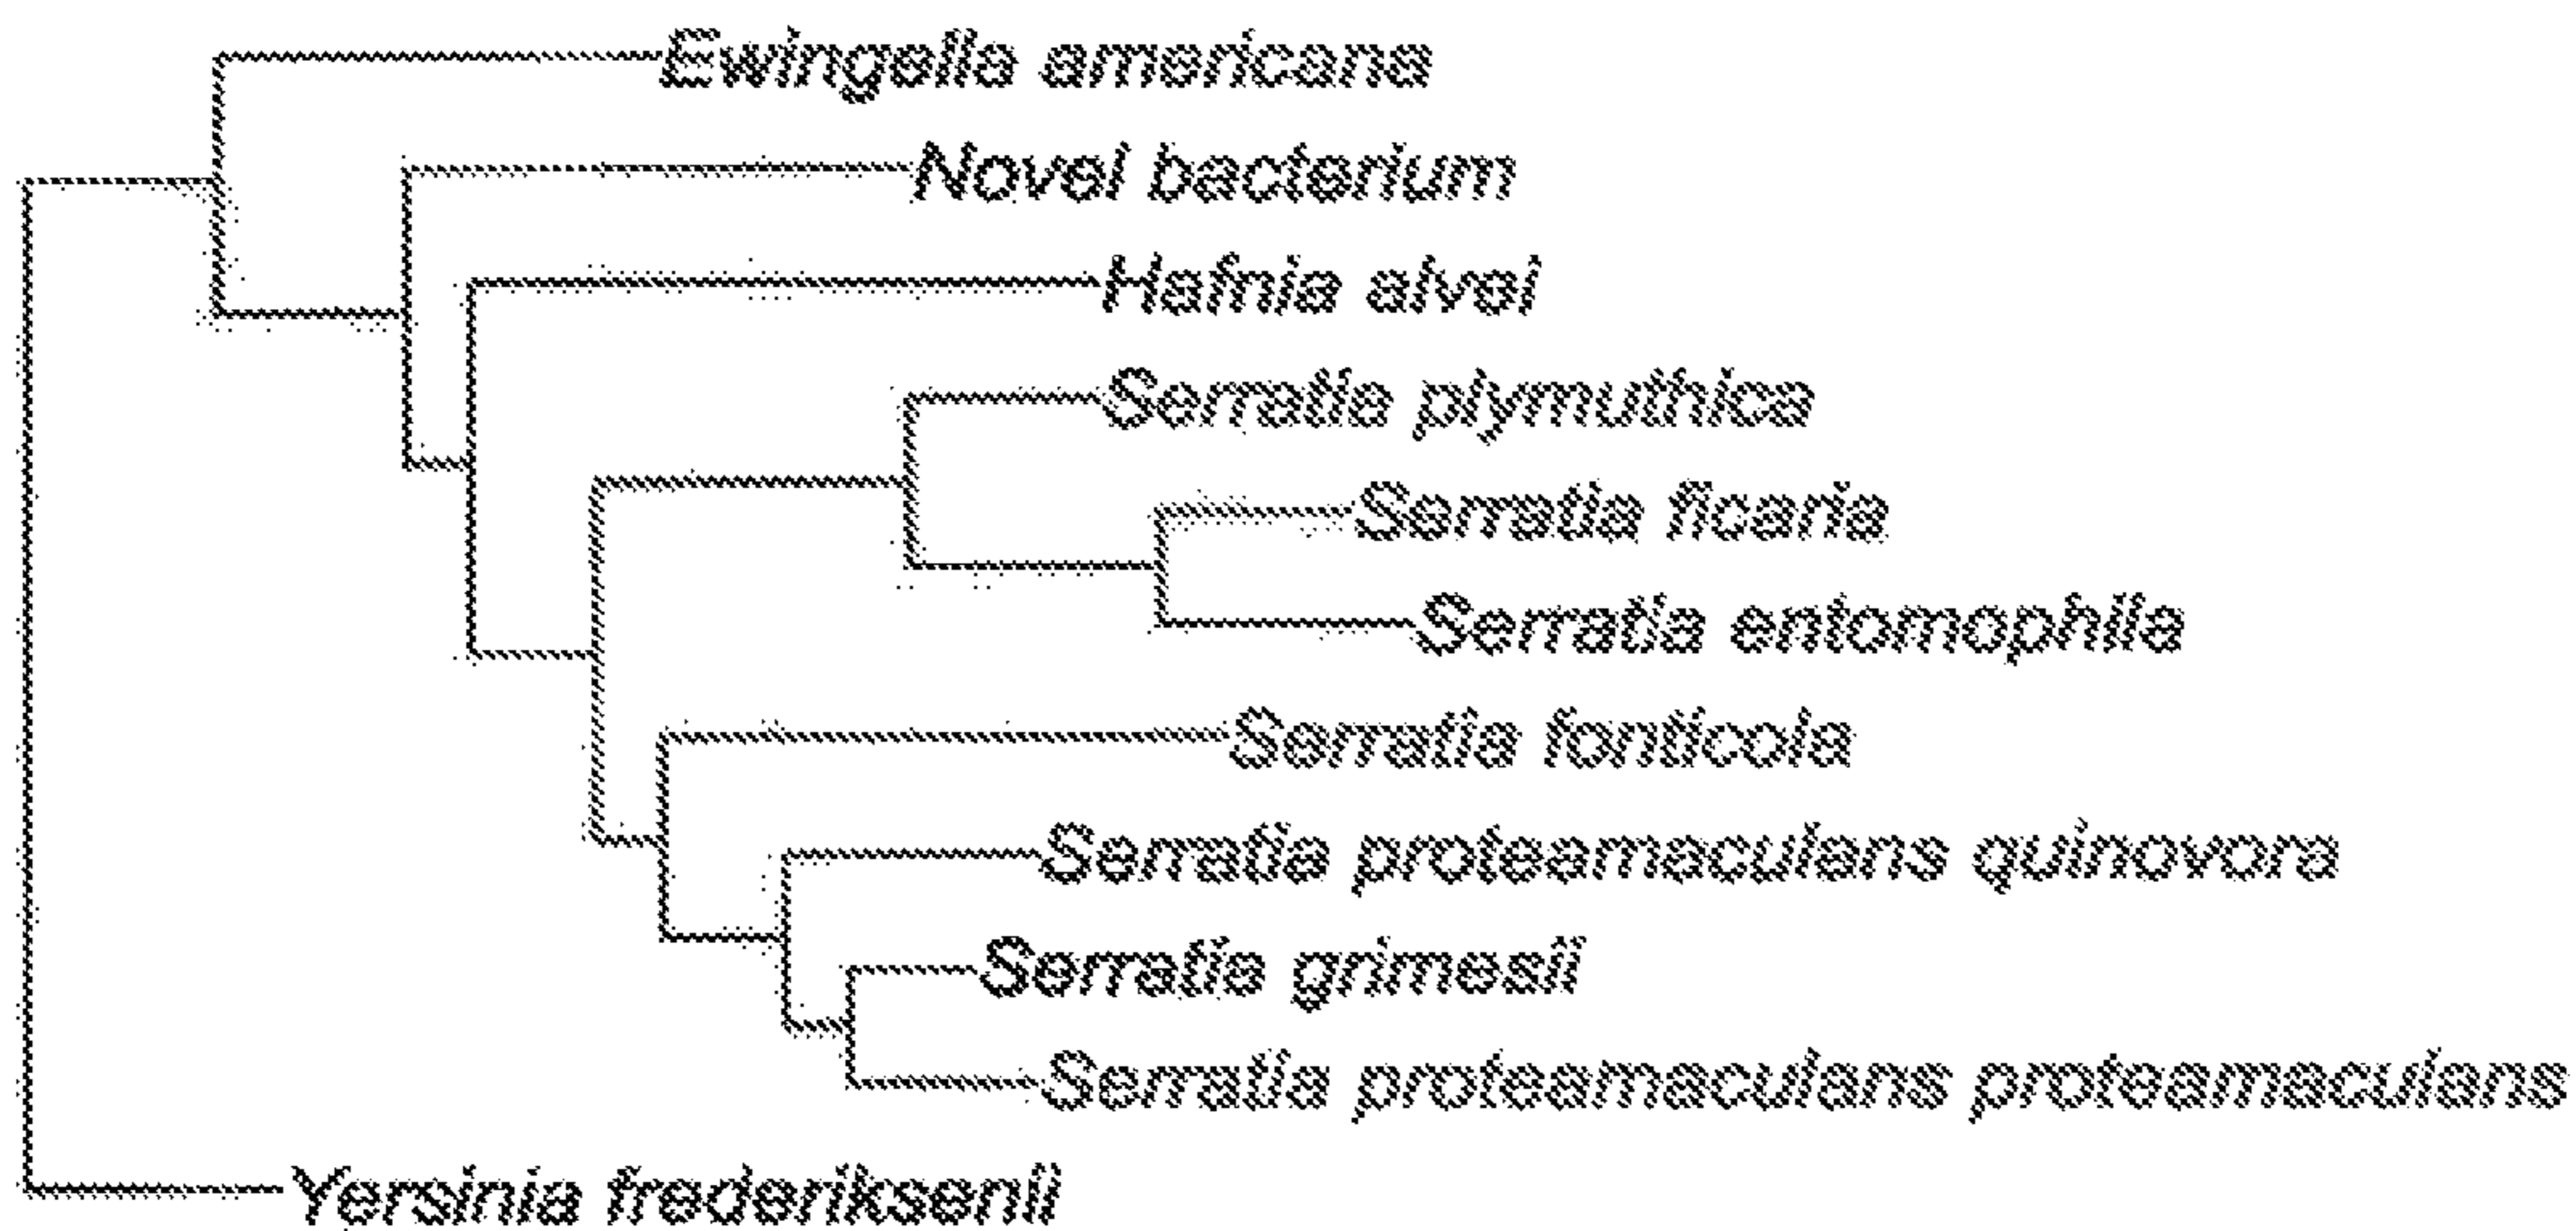 Ewingella americana
Novel bacterium
Hafnia alvei
Serratia plymuthica
Serratia ficaria
Serratia entomophila
Serratia fonticola
Serratia proteamaculans quinovora
Serratia grimesii
Serratia proteamaculans proteamaculans
Yersinia frederiksenii